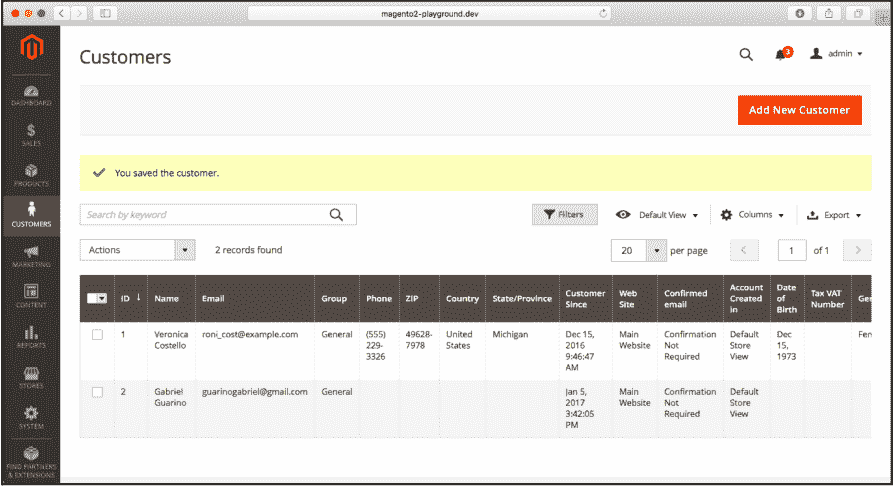 magento2-playground.dev
Customers
3
admin
DASHBOARD
SALES
PRODUCTS
CUSTOMERS
MARKETING
CONTENT
REPORTS
STORES
SYSTEM
FIND PARTNERS
& EXTENSIONS
Add New Customer
You saved the customer.
Search by keyword
Filters
Default View
Columns
Export
Actions
2 records found
20
per page
1
of 1
ID
Name
Email
Group
Phone
ZIP
Country
State/Province
Customer
Since
Web
Site
Confirmed
email
Account
Created
in
Date
of
Birth
Tax VAT
Number
Ge
1
Veronica
Costello
roni_cost@example.com
General
(555)
229-
3326
49628-
7978
United
States
Michigan
Dec 15,
2016
9:46:47
AM
Main
Website
Confirmation
Not
Required
Default
Store
View
Dec
15,
1973
Fem
2
Gabriel
Guarino
guarinogabriel@gmail.com
General
Jan 5,
2017
3:42:05
PM
Main
Website
Confirmation
Not
Required
Default
Store
View